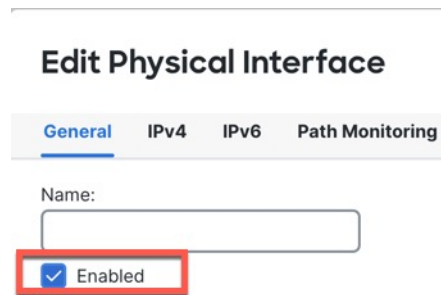 Edit Physical Interface
General IPv4 IPv6 Path Monitoring
Name:
Enabled